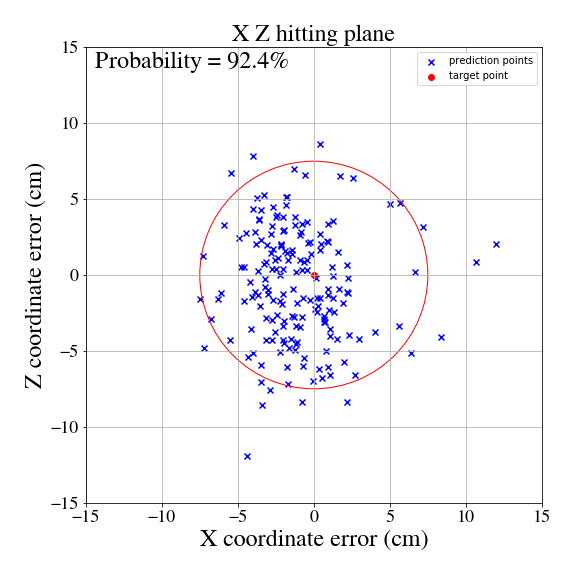 X Z hitting plane
Probability = 92.4%
prediction points
target point
15
10
5
0
−5
−10
−15
Z coordinate error (cm)
−15 −10 −5 0 5 10 15
X coordinate error (cm)